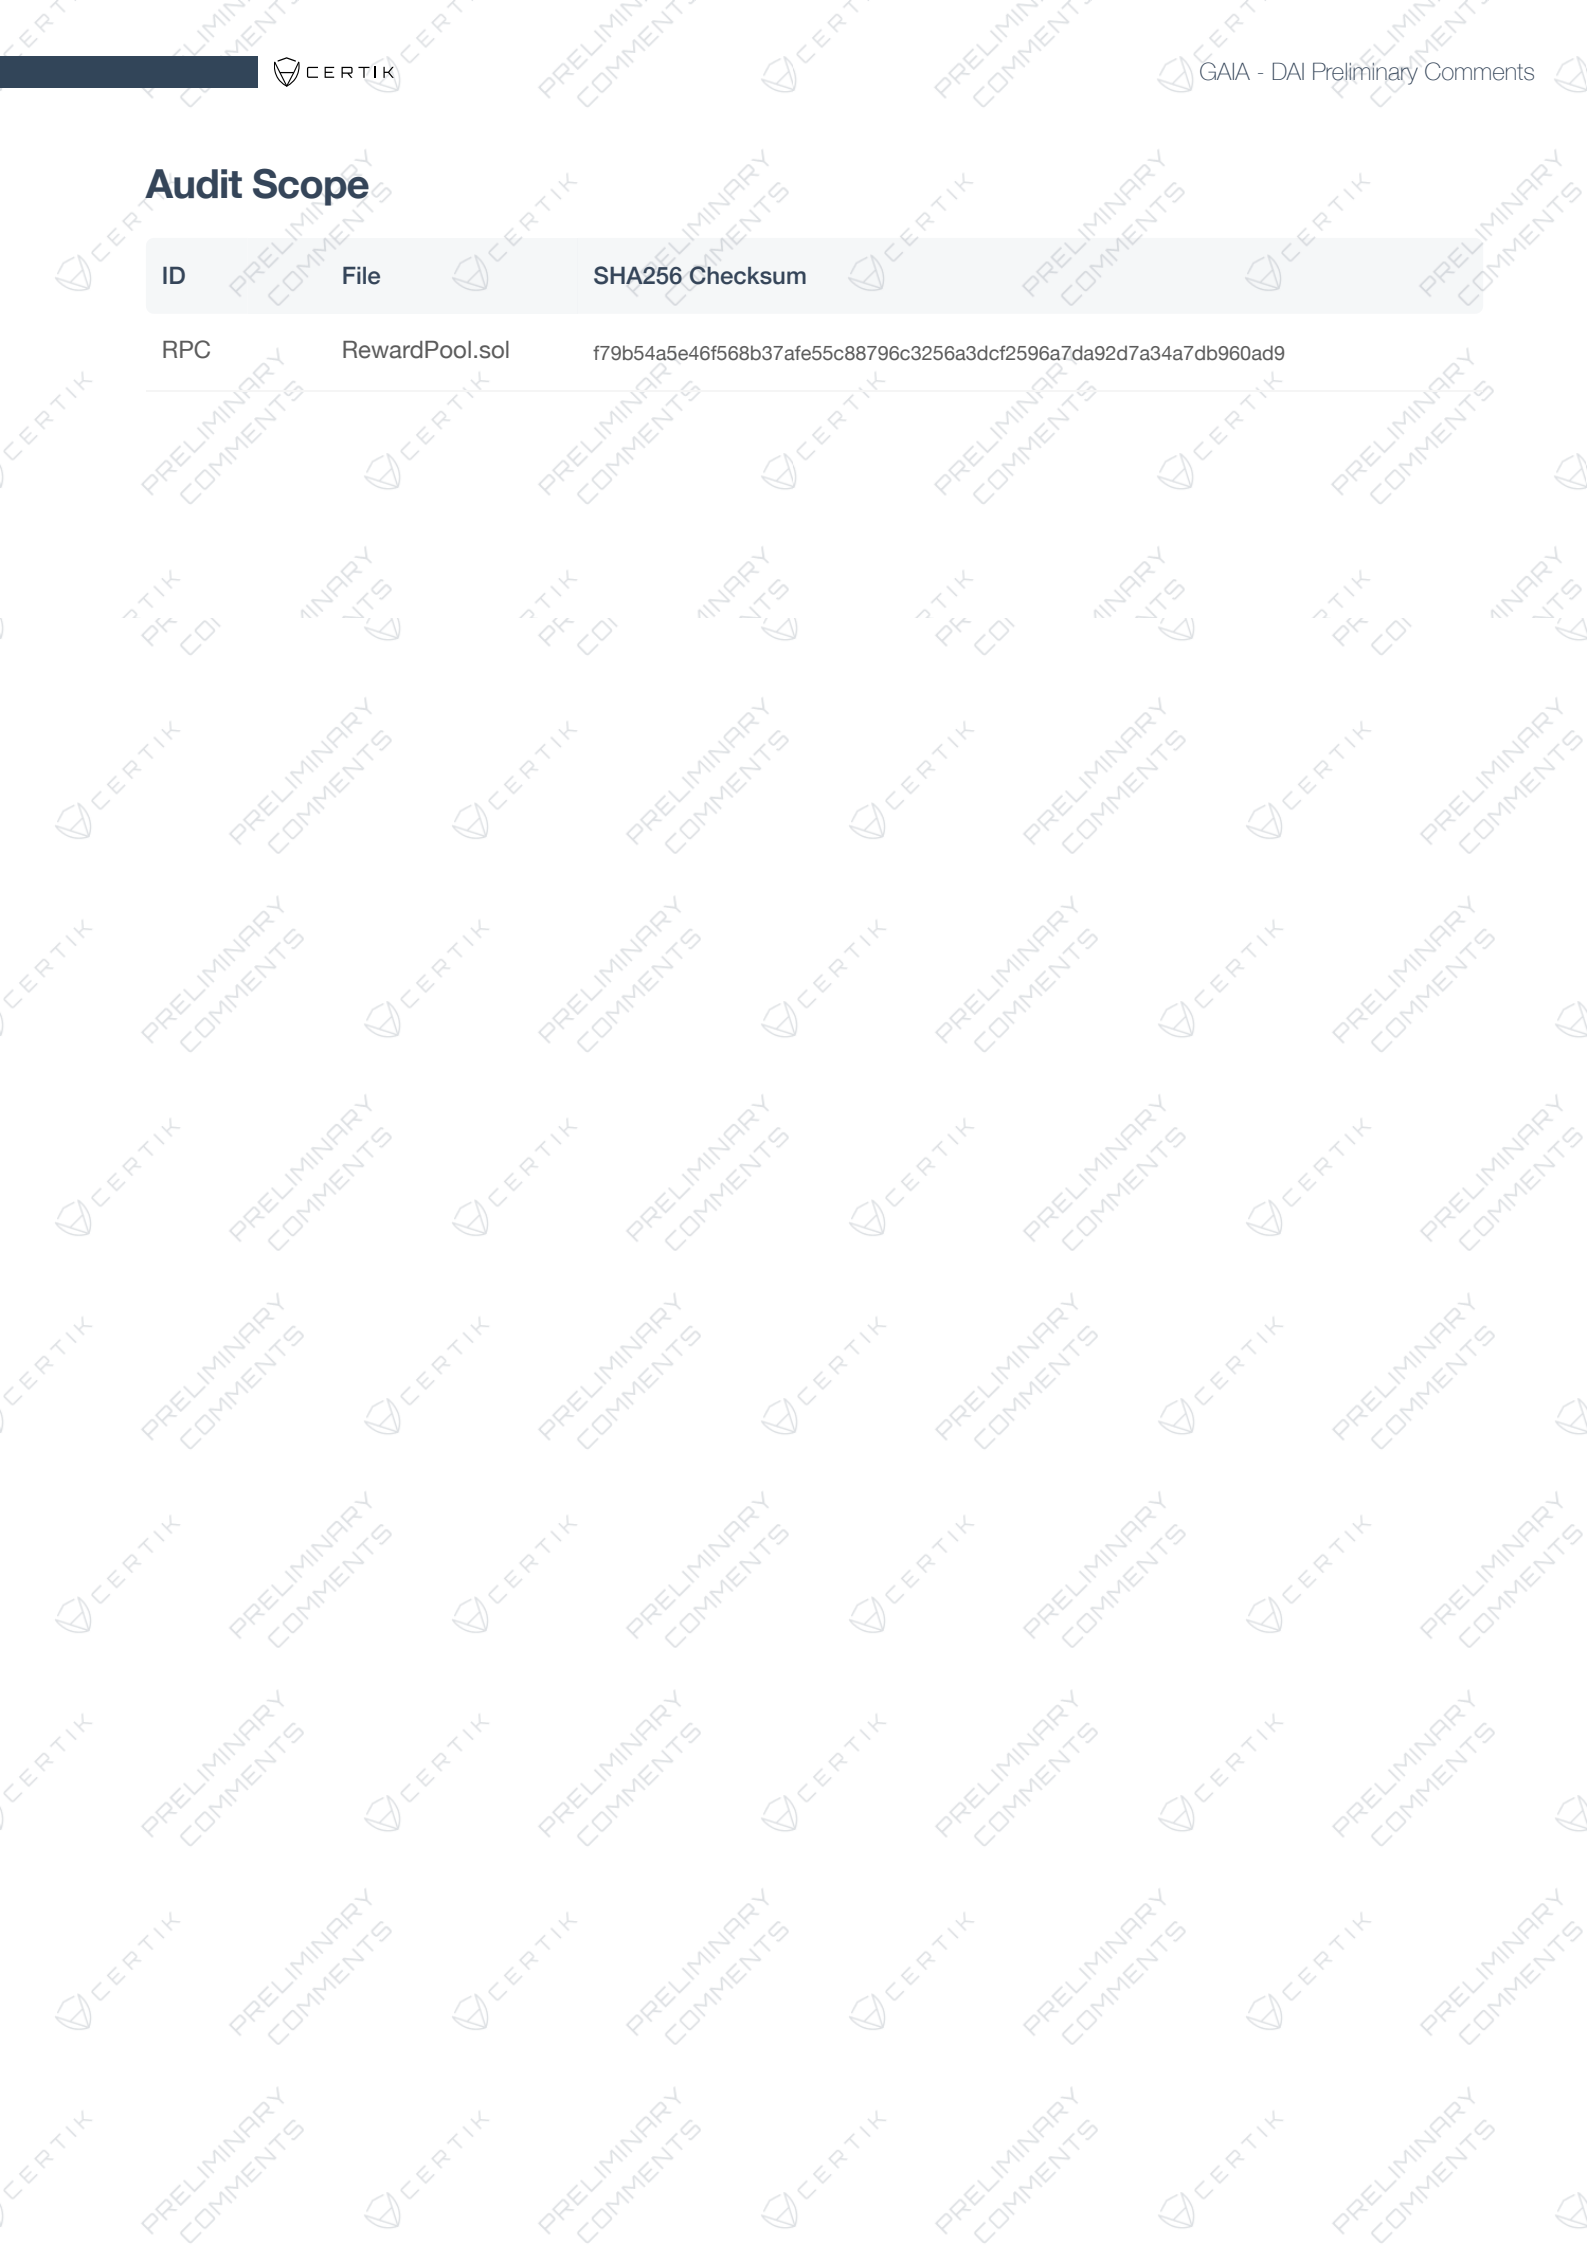 CERTIK
GAIA - DAI Preliminary Comments
Audit Scope
ID File SHA256 Checksum
RPC RewardPool.sol f79b54a5e46f568b37afe55c88796c3256a3dcf2596a7da92d7a34a7db960ad9